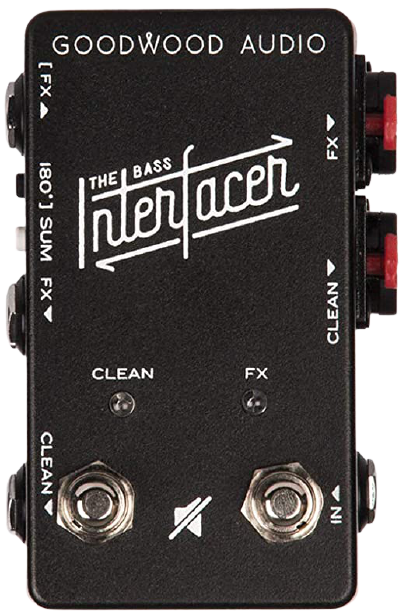 GOODWOOD AUDIO
[ FX ▲
180°] SUM
FX ▼
CLEAN ▼
THE BASS
Interfacer
FX ▼
CLEAN ▼
IN ▲
CLEAN
FX